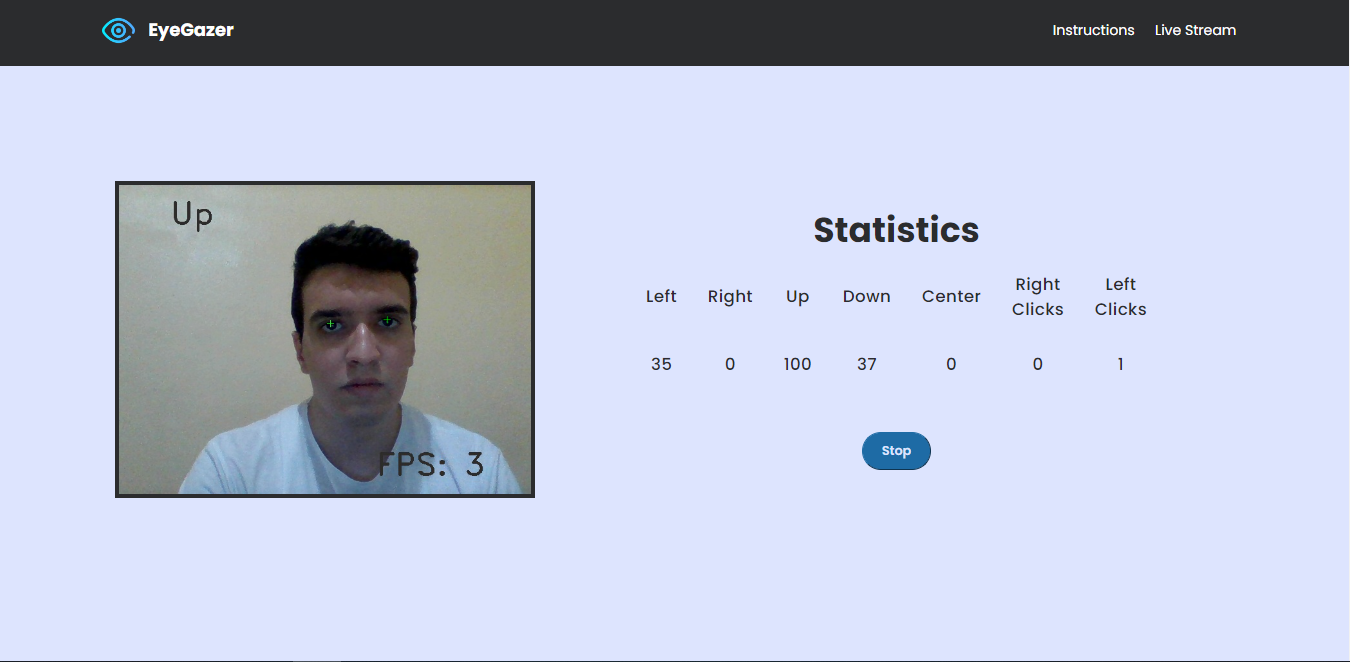 EyeGazer
Instructions Live Stream
Up
FPS: 3
Statistics
Left Right Up Down Center Right Clicks Left Clicks
35 0 100 37 0 0 1
Stop